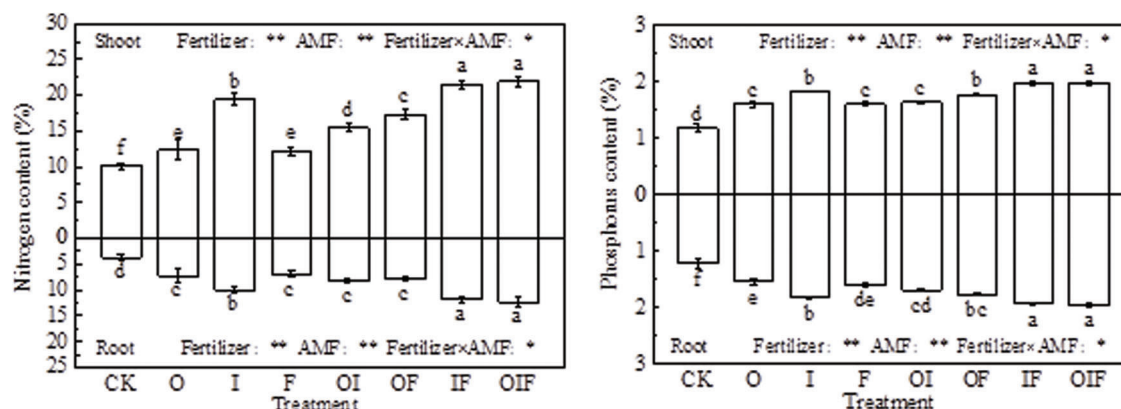 30
25
20
15
10
5
0
5
10
15
20
25
Nitrogen content (%)
Shoot Fertilizer: ** AMF: ** Fertilizer×AMF: *
f e b e d c a a
d c b c c c a a
Root Fertilizer: ** AMF: ** Fertilizer×AMF: *
CK O I F OI OF IF OIF
Treatment
3
2
1
0
1
2
3
Phosphorus content (%)
Shoot Fertilizer: ** AMF: ** Fertilizer×AMF: *
d c b c c b a a
f e b de cd bc a a
Root Fertilizer: ** AMF: ** Fertilizer×AMF: *
CK O I F OI OF IF OIF
Treatment